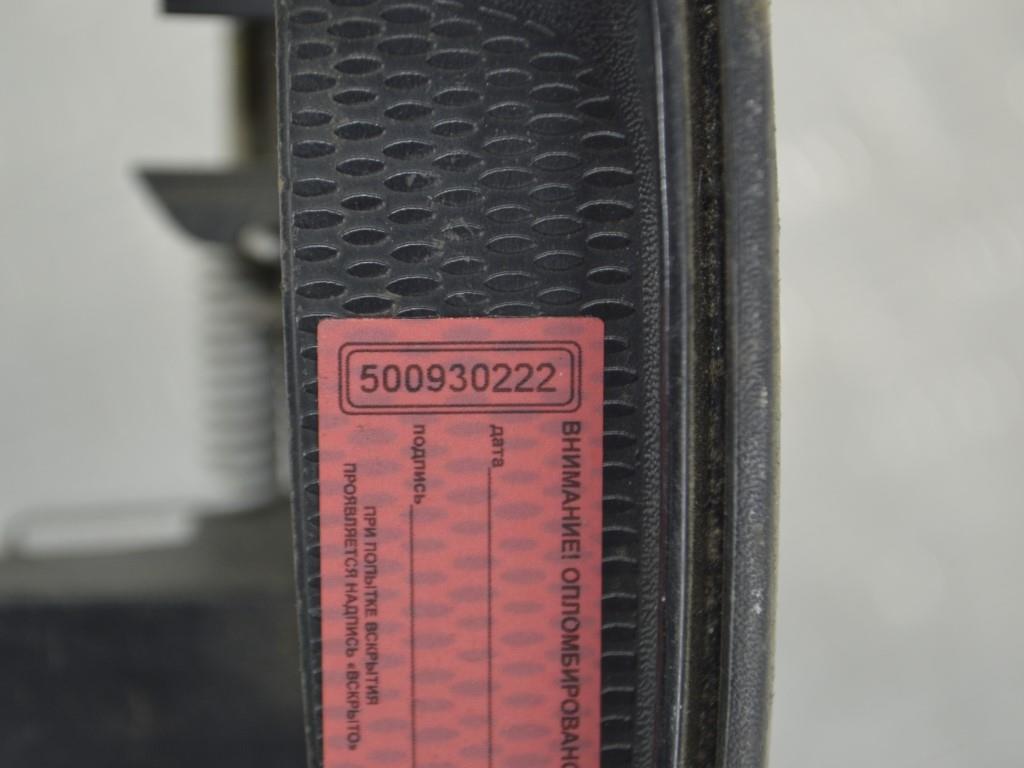 500930222
ВНИМАНИЕ! ОПЛОМБИРОВАНО
дата
подпись
ПРИ ПОПЫТКЕ ВСКРЫТИЯ
ПРОЯВЛЯЕТСЯ НАДПИСЬ «ВСКРЫТО»